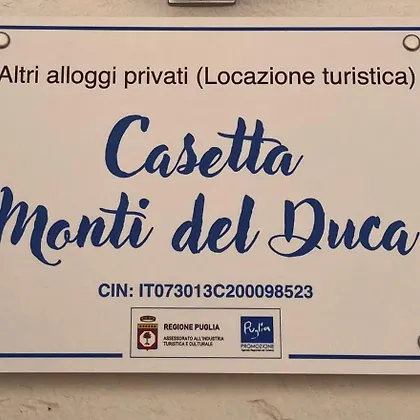 Altri alloggi privati (Locazione turistica)
Casetta
Monti del Duca
CIN: IT073013C200098523
REGIONE PUGLIA
ASSESSORATO ALL'INDUSTRIA
TURISTICA E CULTURALE
Puglia
PROMOZIONE